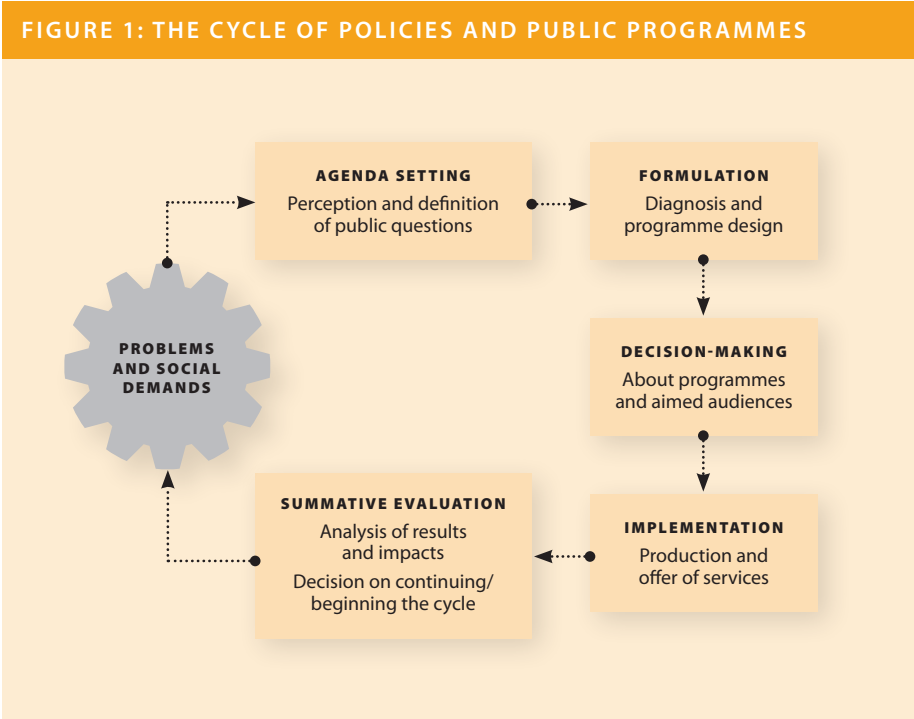 FIGURE 1: THE CYCLE OF POLICIES AND PUBLIC PROGRAMMES
AGENDA SETTING
Perception and definition
of public questions
FORMULATION
Diagnosis and
programme design
PROBLEMS
AND SOCIAL
DEMANDS
DECISION-MAKING
About programmes
and aimed audiences
SUMMATIVE EVALUATION
Analysis of results
and impacts
Decision on continuing/
beginning the cycle
IMPLEMENTATION
Production and
offer of services